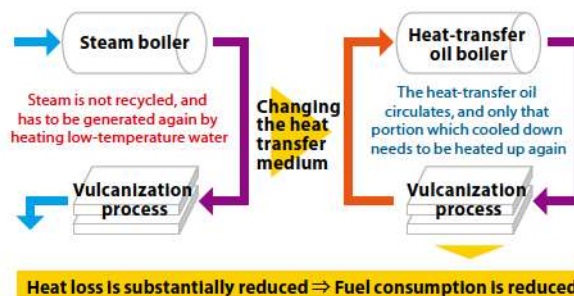 Steam boiler
Steam is not recycled, and
has to be generated again by
heating low-temperature water
Vulcanization
process
Changing
the heat
transfer
medium
Heat-transfer
oil boiler
The heat-transfer oil
circulates, and only that
portion which cooled down
needs to be heated up again
Vulcanization
process
Heat loss is substantially reduced ⇒ Fuel consumption is reduced